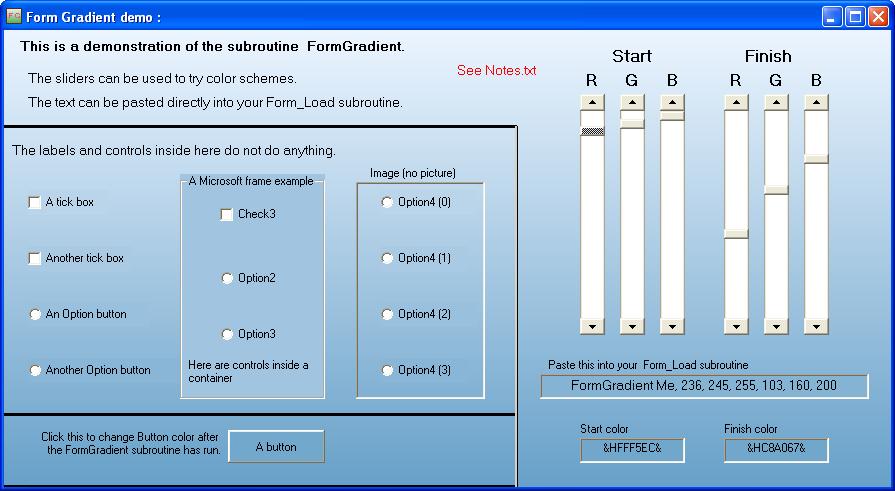 Form Gradient demo :
This is a demonstration of the subroutine FormGradient.
The sliders can be used to try color schemes.
The text can be pasted directly into your Form_Load subroutine.
See Notes.txt
Start
Finish
R G B
R G B
The labels and controls inside here do not do anything.
A tick box
Another tick box
An Option button
Another Option button
A Microsoft frame example
Check3
Option2
Option3
Here are controls inside a
container
Image (no picture)
Option4 (0)
Option4 (1)
Option4 (2)
Option4 (3)
Paste this into your Form_Load subroutine
FormGradient Me, 236, 245, 255, 103, 160, 200
Click this to change Button color after
the FormGradient subroutine has run.
A button
Start color
&HFFF5EC&
Finish color
&HC8A067&